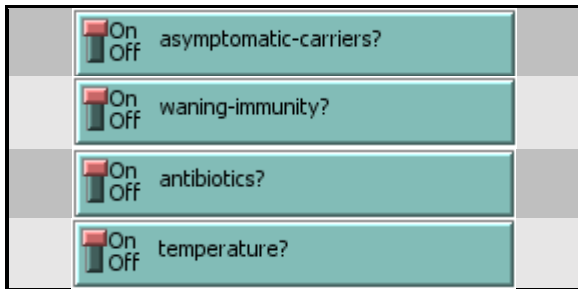 On
Off
asymptomatic-carriers?
On
Off
waning-immunity?
On
Off
antibiotics?
On
Off
temperature?